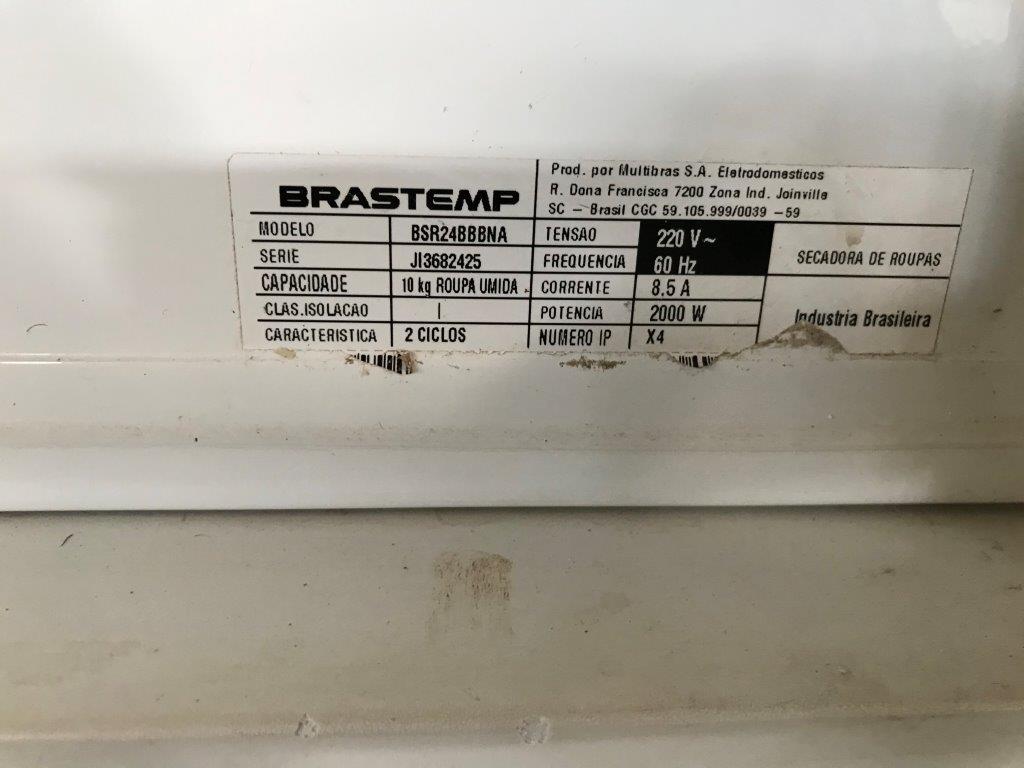 BRASTEMP
Prod. por Multibras S.A. Eletrodomesticos
R. Dona Francisca 7200 Zona Ind. Joinville
SC – Brasil CGC 59.105.999/0039 –59
MODELO BSR24BBBNA TENSAO 220 V~
SERIE JI3682425 FREQUENCIA 60 Hz
SECADORA DE ROUPAS
CAPACIDADE 10 kg ROUPA UMIDA CORRENTE 8,5 A
CLAS.ISOLACAO I POTENCIA 2000 W
Industria Brasileira
CARACTERISTICA 2 CICLOS NUMERO IP X4